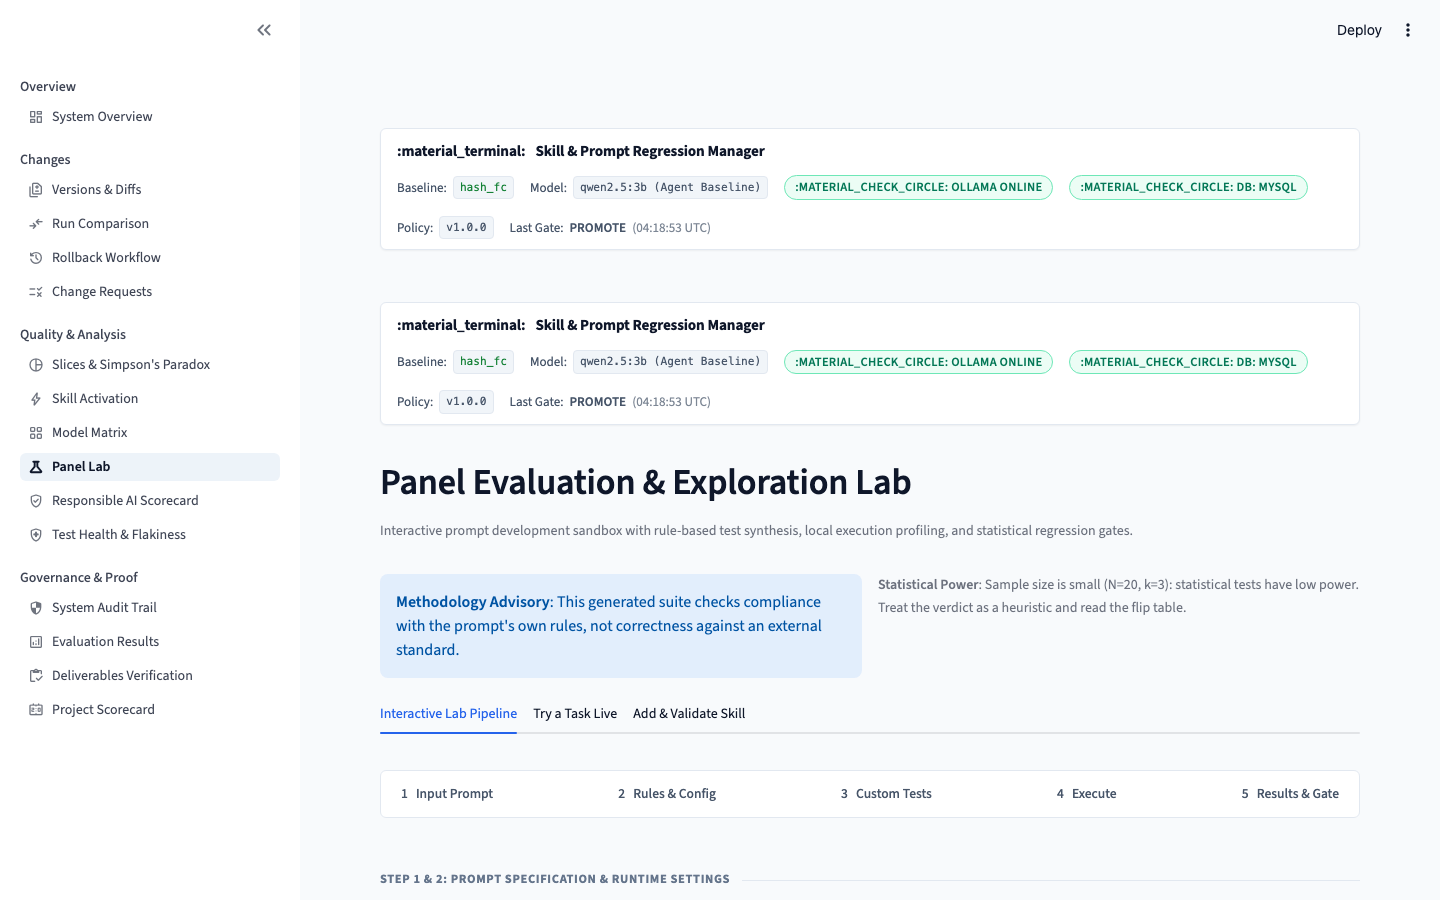 Deploy
Overview
System Overview
Changes
Versions & Diffs
Run Comparison
Rollback Workflow
Change Requests
Quality & Analysis
Slices & Simpson's Paradox
Skill Activation
Model Matrix
Panel Lab
Responsible AI Scorecard
Test Health & Flakiness
Governance & Proof
System Audit Trail
Evaluation Results
Deliverables Verification
Project Scorecard
:material_terminal: Skill & Prompt Regression Manager
Baseline: hash_fc Model: qwen2.5:3b (Agent Baseline) :MATERIAL_CHECK_CIRCLE: OLLAMA ONLINE :MATERIAL_CHECK_CIRCLE: DB: MYSQL
Policy: v1.0.0 Last Gate: PROMOTE (04:18:53 UTC)
:material_terminal: Skill & Prompt Regression Manager
Baseline: hash_fc Model: qwen2.5:3b (Agent Baseline) :MATERIAL_CHECK_CIRCLE: OLLAMA ONLINE :MATERIAL_CHECK_CIRCLE: DB: MYSQL
Policy: v1.0.0 Last Gate: PROMOTE (04:18:53 UTC)
Panel Evaluation & Exploration Lab
Interactive prompt development sandbox with rule-based test synthesis, local execution profiling, and statistical regression gates.
Methodology Advisory: This generated suite checks compliance
with the prompt's own rules, not correctness against an external
standard.
Statistical Power: Sample size is small (N=20, k=3): statistical tests have low power.
Treat the verdict as a heuristic and read the flip table.
Interactive Lab Pipeline Try a Task Live Add & Validate Skill
1 Input Prompt 2 Rules & Config 3 Custom Tests 4 Execute 5 Results & Gate
STEP 1 & 2: PROMPT SPECIFICATION & RUNTIME SETTINGS